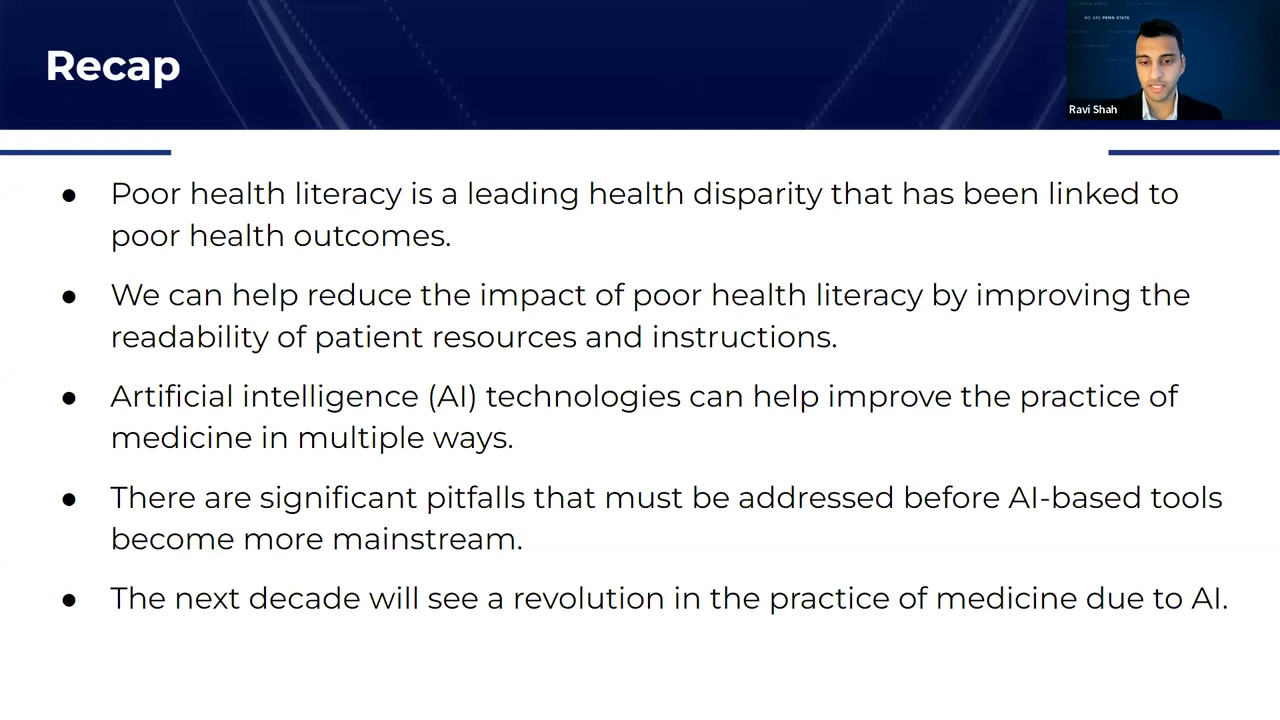 Recap
WE ARE PENN STATE
Ravi Shah
● Poor health literacy is a leading health disparity that has been linked to
poor health outcomes.
● We can help reduce the impact of poor health literacy by improving the
readability of patient resources and instructions.
● Artificial intelligence (AI) technologies can help improve the practice of
medicine in multiple ways.
● There are significant pitfalls that must be addressed before AI-based tools
become more mainstream.
● The next decade will see a revolution in the practice of medicine due to AI.